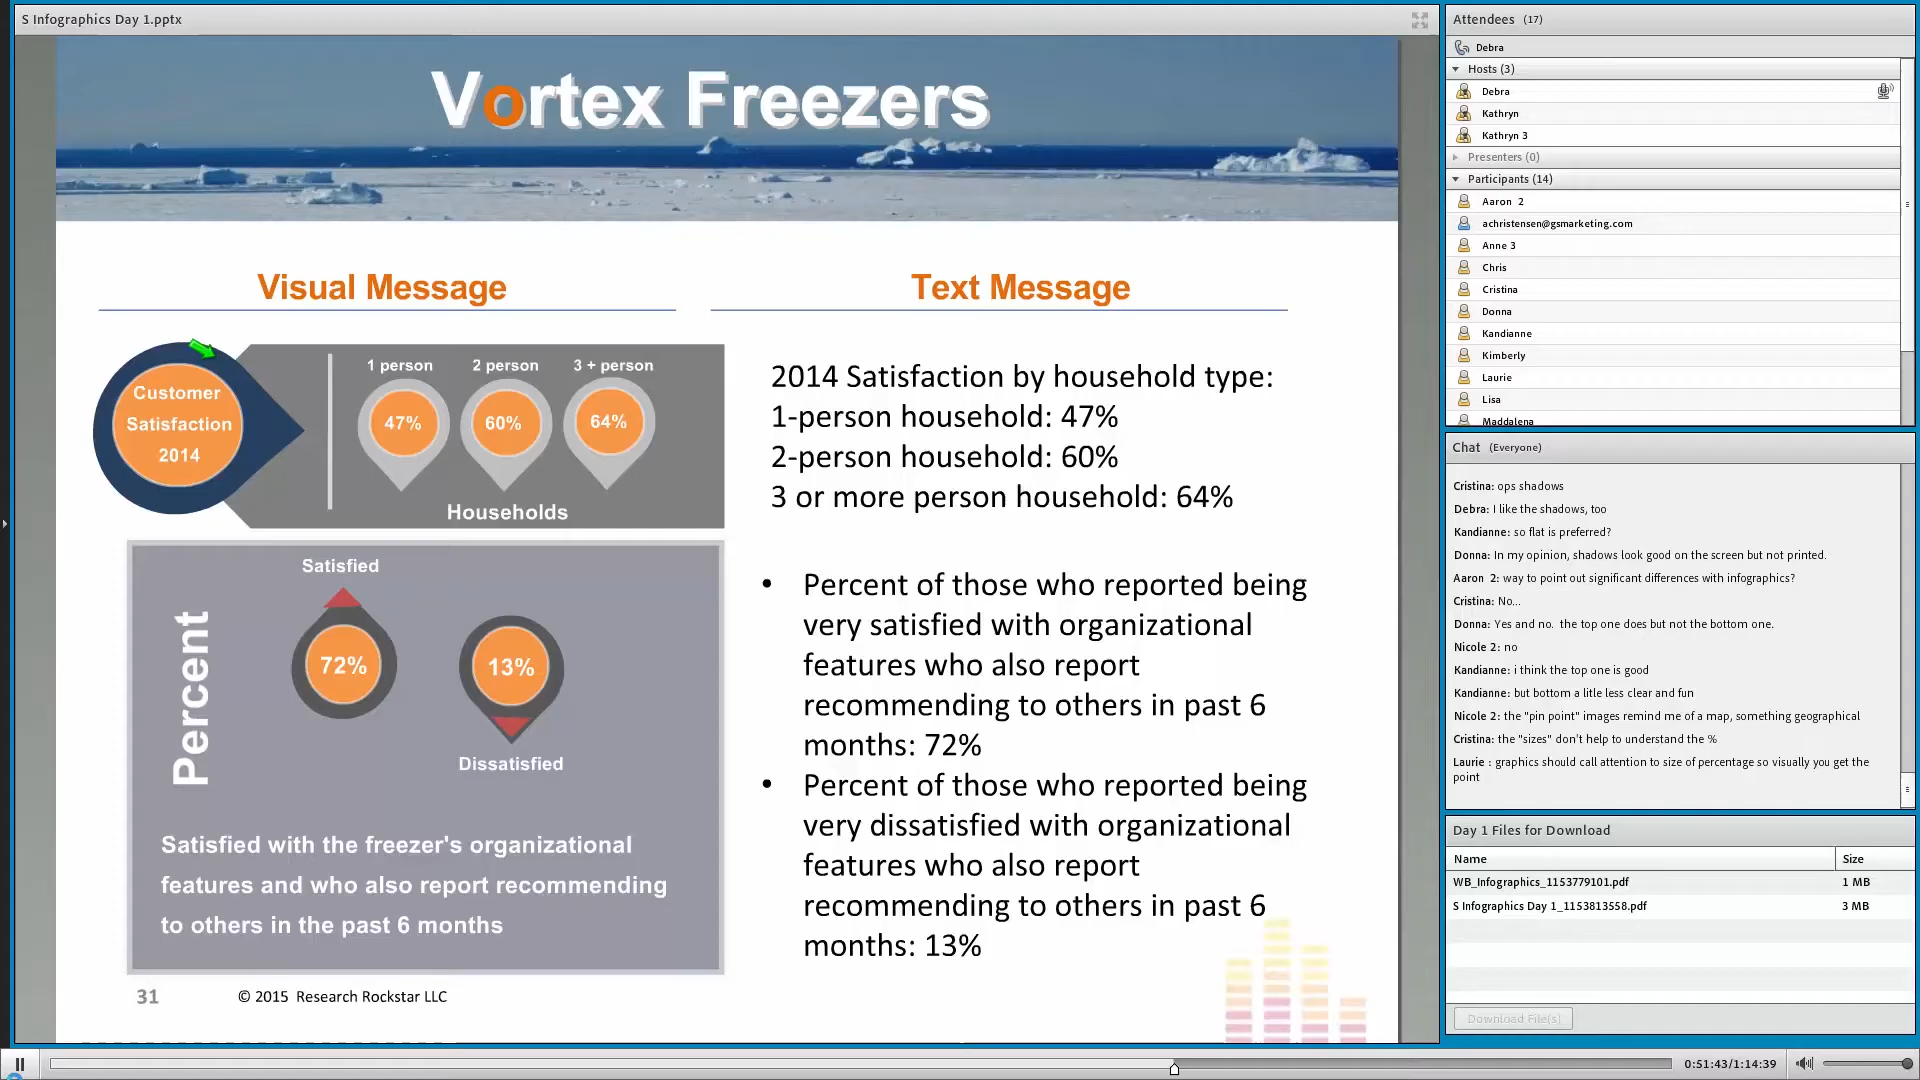 S Infographics Day 1.pptx
Vortex Freezers
Visual Message
Text Message
Customer
Satisfaction
2014
1 person
2 person
3 + person
47%
60%
64%
Households
2014 Satisfaction by household type:
1-person household: 47%
2-person household: 60%
3 or more person household: 64%
Percent
Satisfied
72%
13%
Dissatisfied
Satisfied with the freezer's organizational
features and who also report recommending
to others in the past 6 months
• Percent of those who reported being
very satisfied with organizational
features who also report
recommending to others in past 6
months: 72%
• Percent of those who reported being
very dissatisfied with organizational
features who also report
recommending to others in past 6
months: 13%
31
© 2015 Research Rockstar LLC
Attendees (17)
Debra
Hosts (3)
Debra
Kathryn
Kathryn 3
Presenters (0)
Participants (14)
Aaron 2
achristensen@gsmarketing.com
Anne 3
Chris
Cristina
Donna
Kandianne
Kimberly
Laurie
Lisa
Maddalena
Chat (Everyone)
Cristina: ops shadows
Debra: I like the shadows, too
Kandianne: so flat is preferred?
Donna: In my opinion, shadows look good on the screen but not printed.
Aaron 2: way to point out significant differences with infographics?
Cristina: No...
Donna: Yes and no. the top one does but not the bottom one.
Nicole 2: no
Kandianne: i think the top one is good
Kandianne: but bottom a litle less clear and fun
Nicole 2: the "pin point" images remind me of a map, something geographical
Cristina: the "sizes" don't help to understand the %
Laurie : graphics should call attention to size of percentage so visually you get the
point
Day 1 Files for Download
Name Size
WB_Infographics_1153779101.pdf 1 MB
S Infographics Day 1_1153813558.pdf 3 MB
Download File(s)
0:51:43/1:14:39